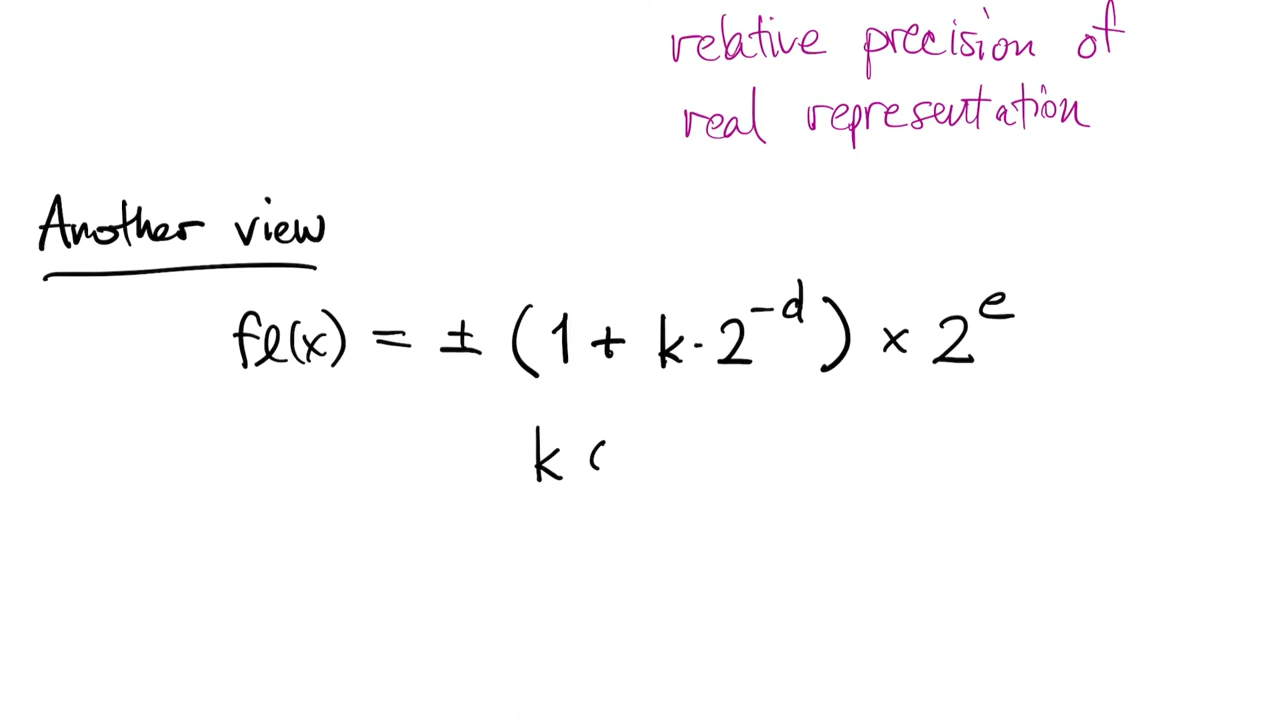 relative precision of
real representation
Another view
fl(x) = ± (1 + k · 2^-d) × 2^e
k